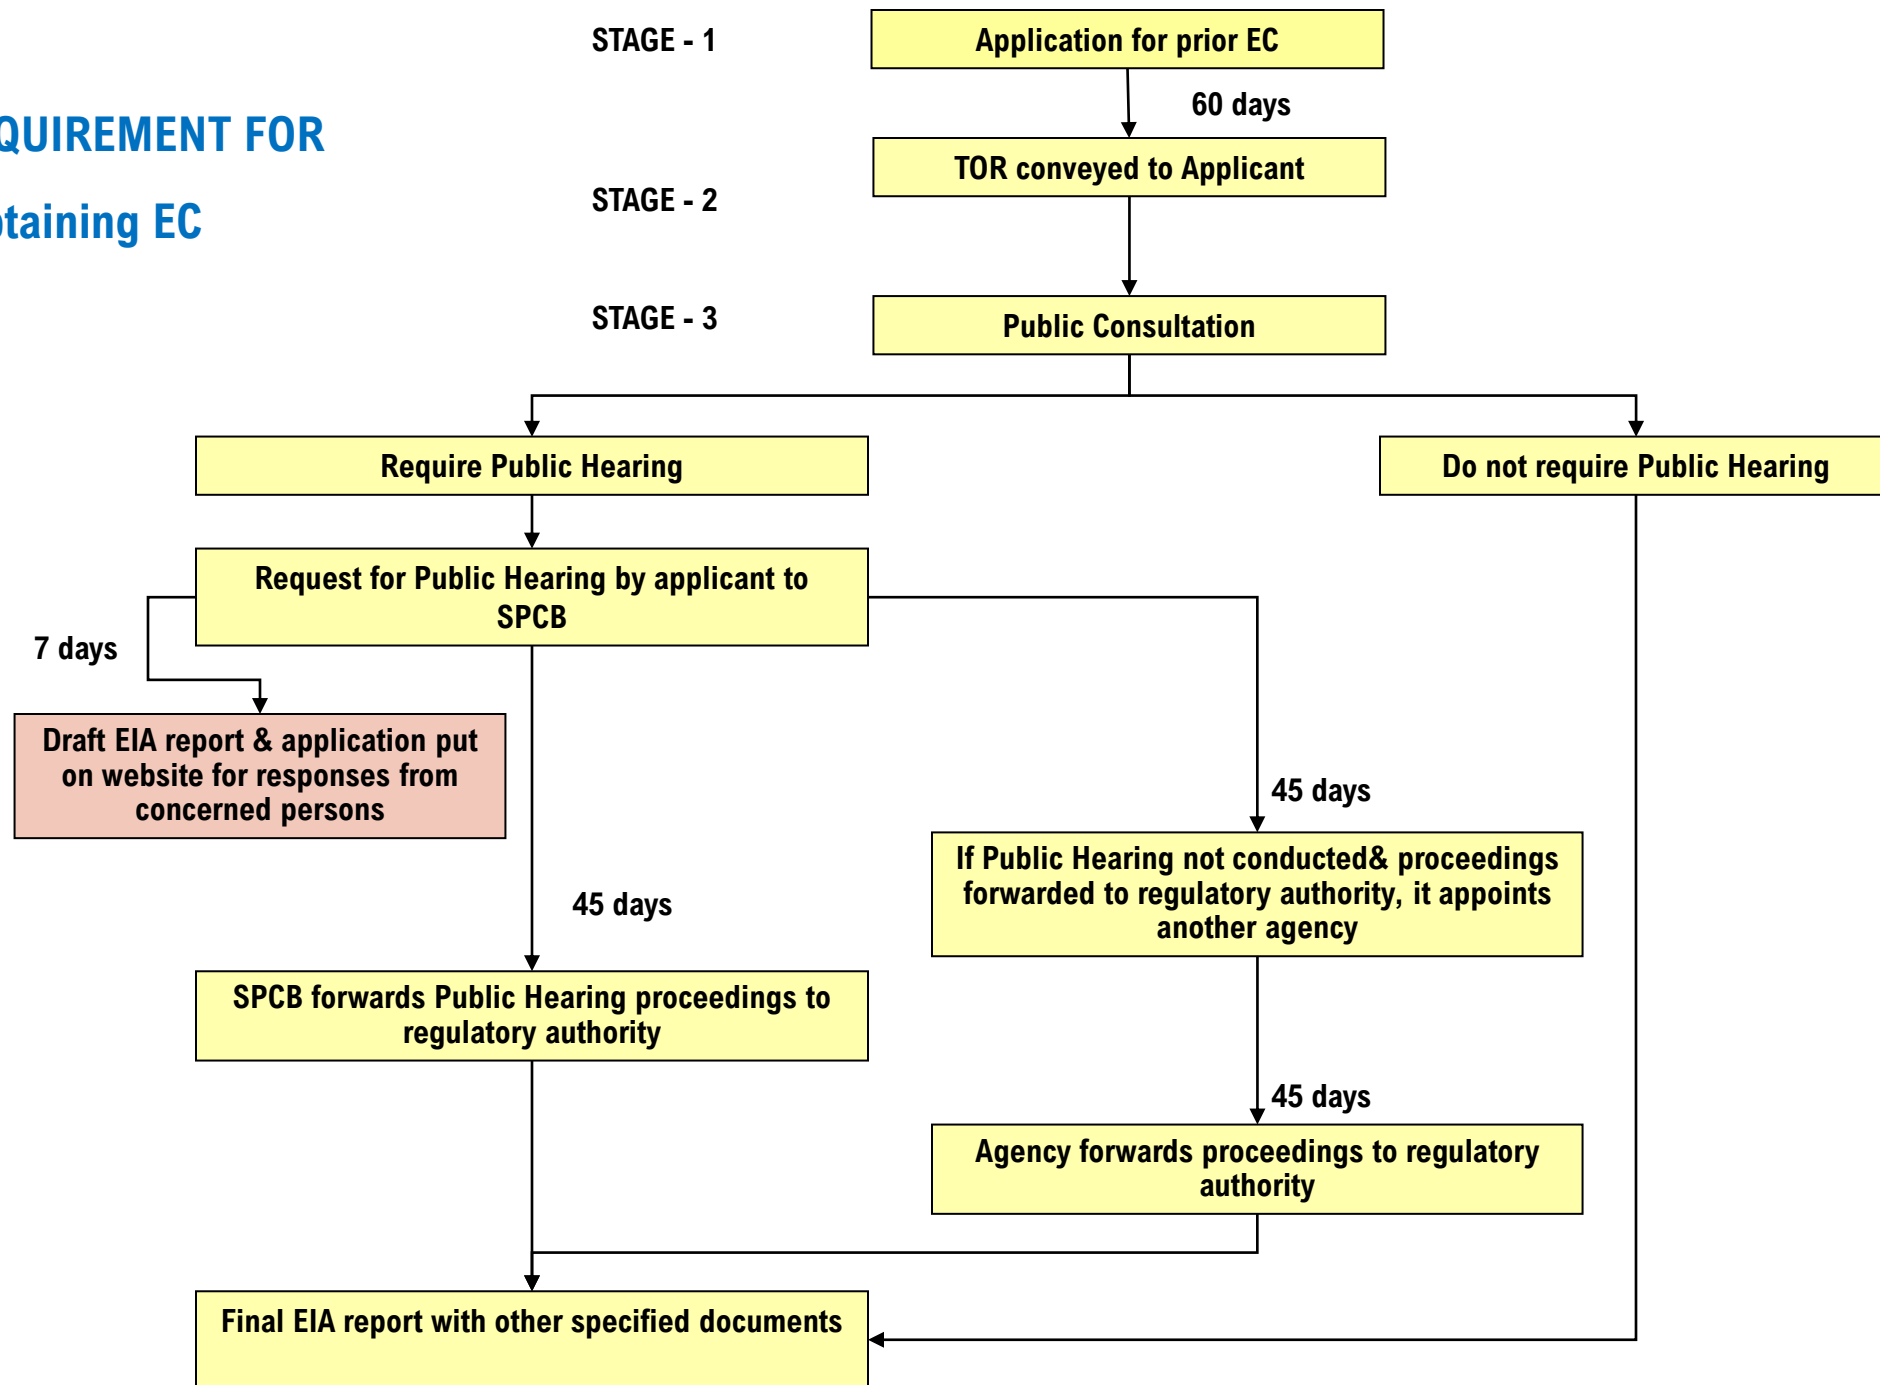 STAGE - 1
Application for prior EC
60 days
QUIREMENT FOR
TOR conveyed to Applicant
STAGE - 2
otaining EC
STAGE - 3
Public Consultation
Require Public Hearing
Do not require Public Hearing
Request for Public Hearing by applicant to
SPCB
7 days
Draft EIA report & application put
on website for responses from
concerned persons
45 days
If Public Hearing not conducted& proceedings
forwarded to regulatory authority, it appoints
another agency
45 days
SPCB forwards Public Hearing proceedings to
regulatory authority
45 days
Agency forwards proceedings to regulatory
authority
Final EIA report with other specified documents